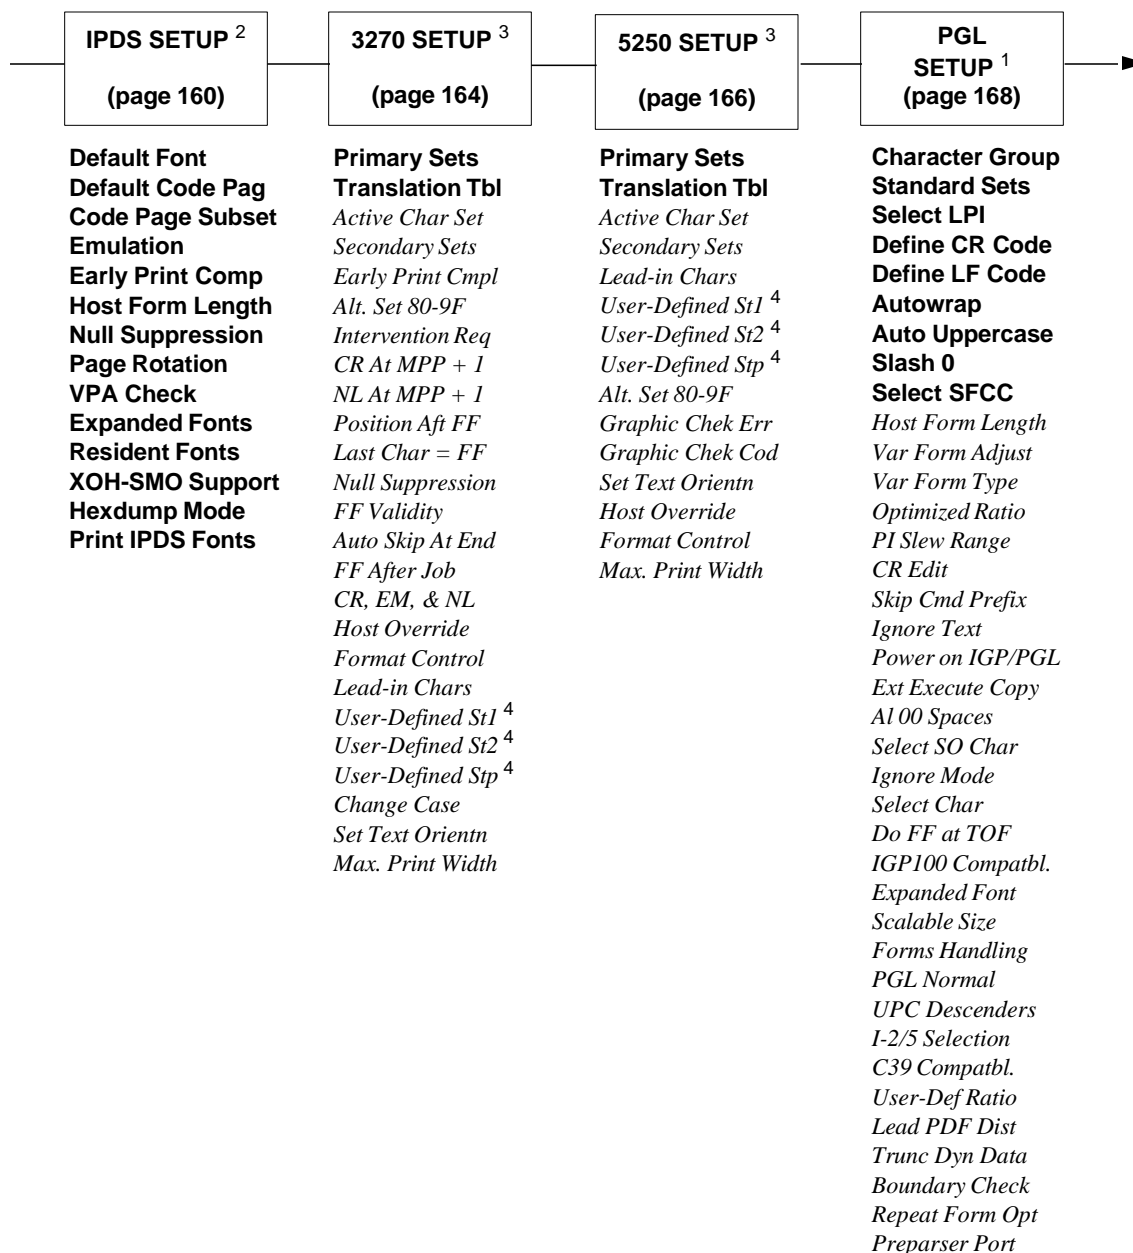 IPDS SETUP 2
(page 160)
Default Font
Default Code Pag
Code Page Subset
Emulation
Early Print Comp
Host Form Length
Null Suppression
Page Rotation
VPA Check
Expanded Fonts
Resident Fonts
XOH-SMO Support
Hexdump Mode
Print IPDS Fonts
3270 SETUP 3
(page 164)
Primary Sets
Translation Tbl
Active Char Set
Secondary Sets
Early Print Cmpl
Alt. Set 80-9F
Intervention Req
CR At MPP + 1
NL At MPP + 1
Position Aft FF
Last Char = FF
Null Suppression
FF Validity
Auto Skip At End
FF After Job
CR, EM, & NL
Host Override
Format Control
Lead-in Chars
User-Defined St1 4
User-Defined St2 4
User-Defined Stp 4
Change Case
Set Text Orientn
Max. Print Width
5250 SETUP 3
(page 166)
Primary Sets
Translation Tbl
Active Char Set
Secondary Sets
Lead-in Chars
User-Defined St1 4
User-Defined St2 4
User-Defined Stp 4
Alt. Set 80-9F
Graphic Chek Err
Graphic Chek Cod
Set Text Orientn
Host Override
Format Control
Max. Print Width
PGL
SETUP 1
(page 168)
Character Group
Standard Sets
Select LPI
Define CR Code
Define LF Code
Autowrap
Auto Uppercase
Slash 0
Select SFCC
Host Form Length
Var Form Adjust
Var Form Type
Optimized Ratio
PI Slew Range
CR Edit
Skip Cmd Prefix
Ignore Text
Power on IGP/PGL
Ext Execute Copy
Al 00 Spaces
Select SO Char
Ignore Mode
Select Char
Do FF at TOF
IGP100 Compatbl.
Expanded Font
Scalable Size
Forms Handling
PGL Normal
UPC Descenders
I-2/5 Selection
C39 Compatbl.
User-Def Ratio
Lead PDF Dist
Trunc Dyn Data
Boundary Check
Repeat Form Opt
Preparser Port